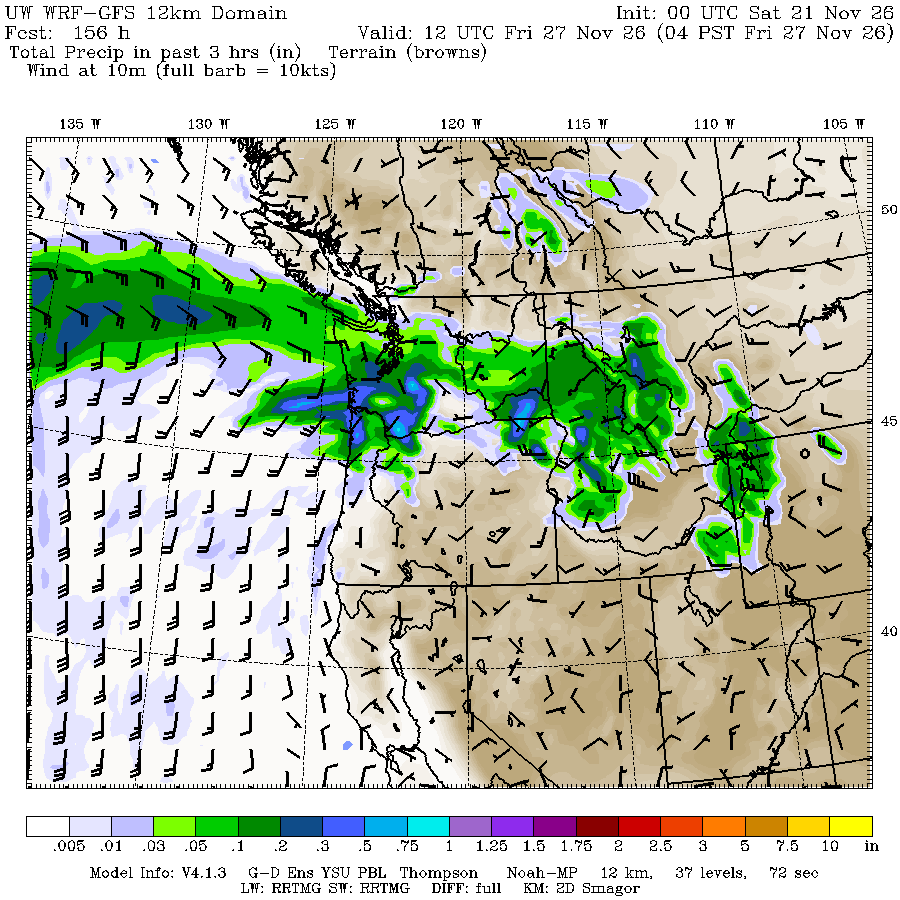 UW WRF-GFS 12km Domain Init: 00 UTC Sat 21 Nov 26
Fcst: 156 h Valid: 12 UTC Fri 27 Nov 26 (04 PST Fri 27 Nov 26)
Total Precip in past 3 hrs (in) Terrain (browns)
Wind at 10m (full barb = 10kts)
135 W 130 W 125 W 120 W 115 W 110 W 105 W
50
45
40
.005 .01 .03 .05 .1 .2 .3 .5 .75 1 1.25 1.5 1.75 2 2.5 3 5 7.5 10 in
Model Info: V4.1.3 G-D Ens YSU PBL Thompson Noah-MP 12 km, 37 levels, 72 sec
LW: RRTMG SW: RRTMG DIFF: full KM: 2D Smagor